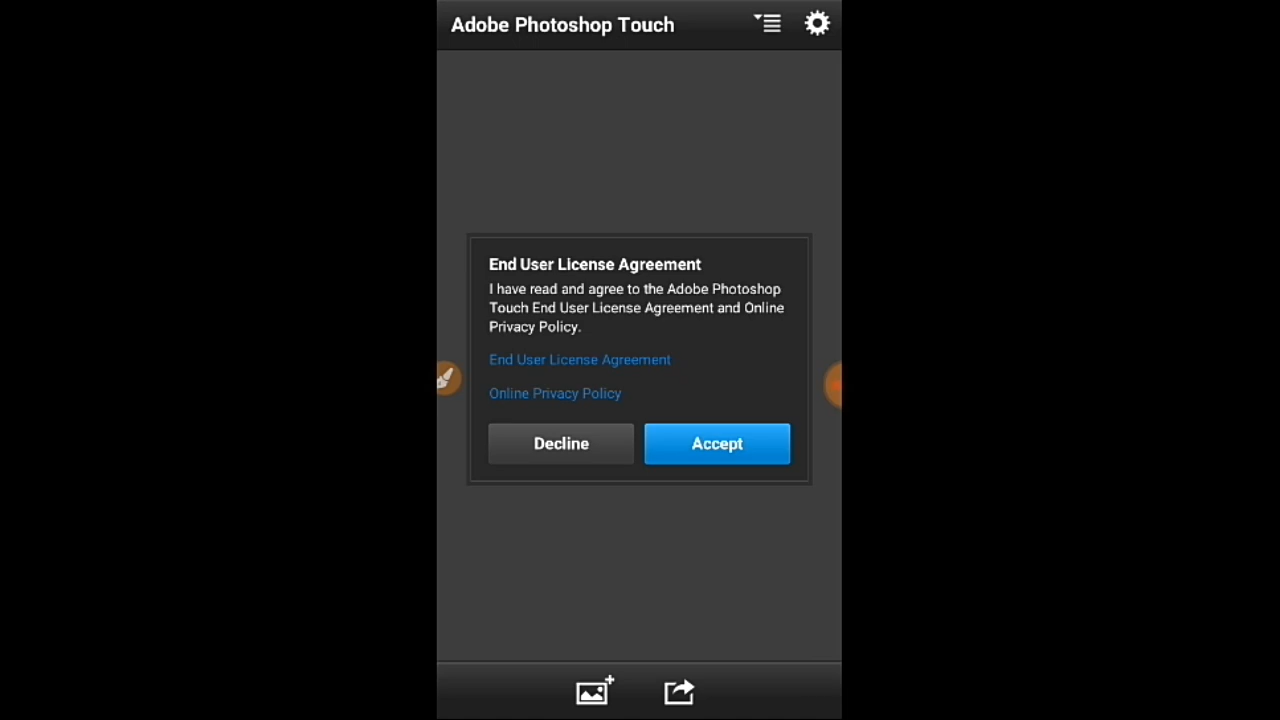 Adobe Photoshop Touch
End User License Agreement
I have read and agree to the Adobe Photoshop
Touch End User License Agreement and Online
Privacy Policy.
End User License Agreement
Online Privacy Policy
Decline
Accept